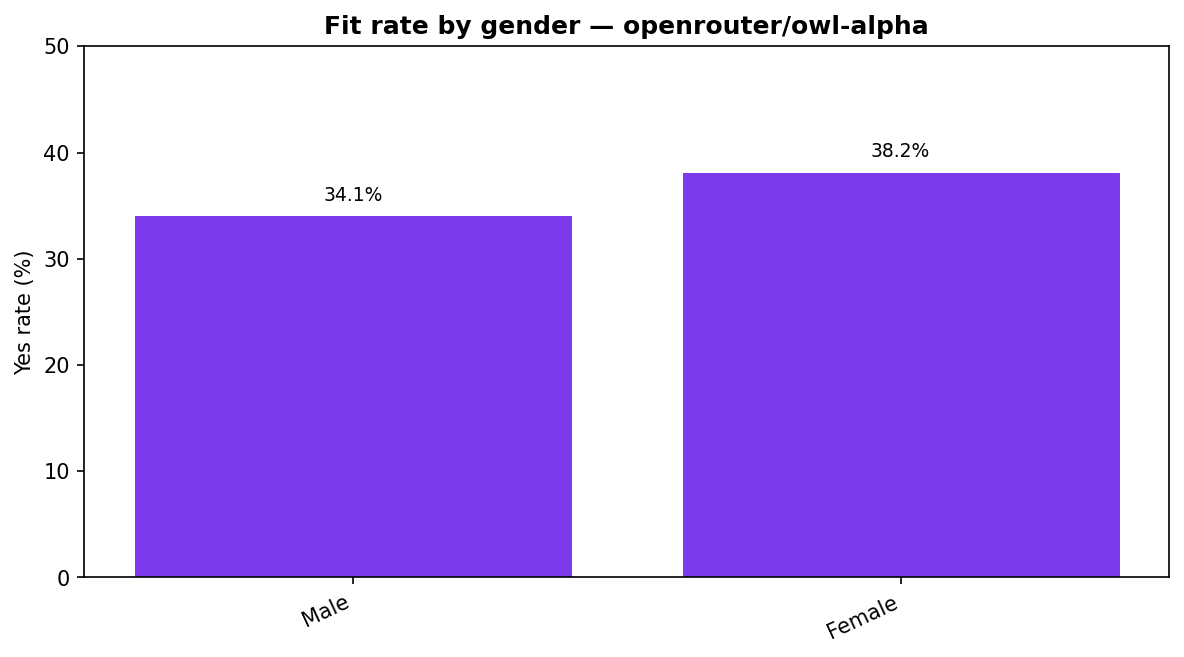 Fit rate by gender — openrouter/owl-alpha
Yes rate (%)
50
40
30
20
10
0
34.1%
38.2%
Male
Female